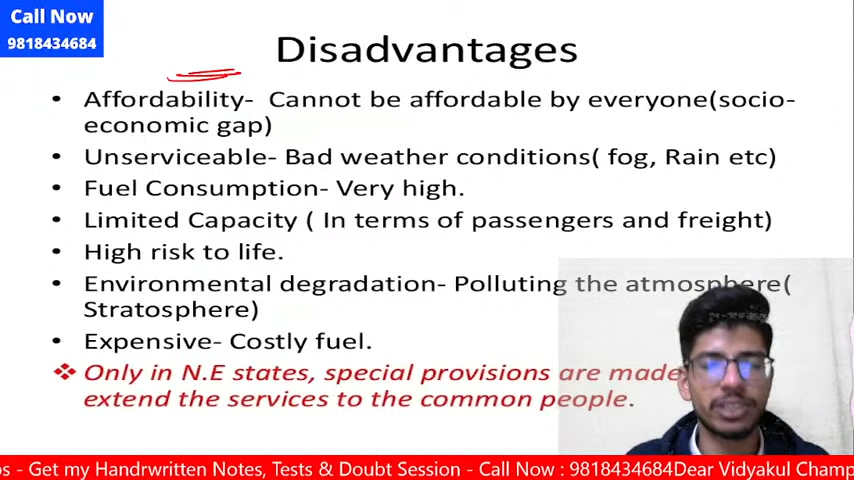 Call Now
9818434684
Disadvantages
• Affordability- Cannot be affordable by everyone(socio-
economic gap)
• Unserviceable- Bad weather conditions( fog, Rain etc)
• Fuel Consumption- Very high.
• Limited Capacity ( In terms of passengers and freight)
• High risk to life.
• Environmental degradation- Polluting the atmosphere(
Stratosphere)
• Expensive- Costly fuel.
❖ Only in N.E states, special provisions are made
extend the services to the common people.
- Get my Handrwritten Notes, Tests & Doubt Session - Call Now : 9818434684Dear Vidyakul Champ